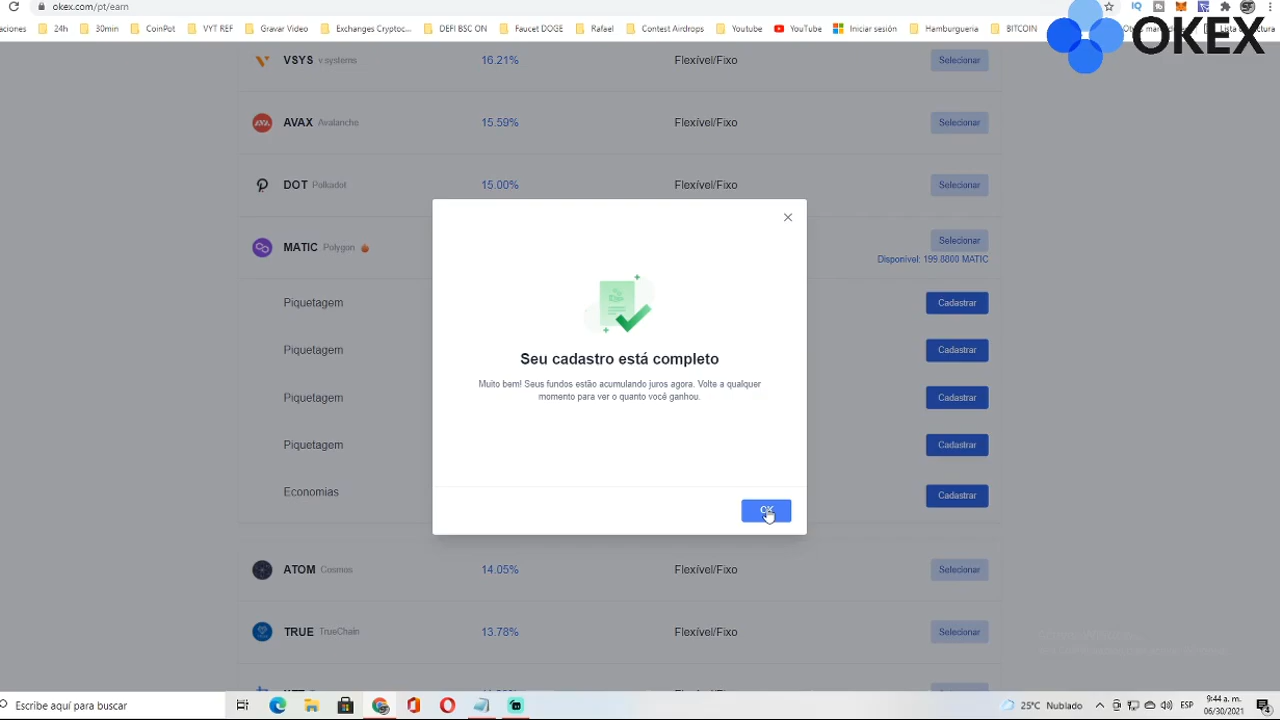 okex.com/pt/earn
aciones 24h 30min CoinPot VYT REF Gravar Video Exchanges Cryptoc... DEFI BSC ON Faucet DOGE Rafael Contest Airdrops Youtube YouTube Iniciar sesión Hamburgueria BITCOIN
OKEX
VSYS v.systems 16.21% Flexível/Fixo Selecionar
AVAX Avalanche 15.59% Flexível/Fixo Selecionar
DOT Polkadot 15.00% Flexível/Fixo Selecionar
MATIC Polygon Selecionar
Disponível: 199.8800 MATIC
Piquetagem Cadastrar
Piquetagem Cadastrar
Piquetagem Cadastrar
Piquetagem Cadastrar
Economias Cadastrar
Seu cadastro está completo
Muito bem! Seus fundos estão acumulando juros agora. Volte a qualquer
momento para ver o quanto você ganhou.
OK
ATOM Cosmos 14.05% Flexível/Fixo Selecionar
TRUE TrueChain 13.78% Flexível/Fixo Selecionar
Escribe aquí para buscar
25°C Nublado ESP
9:44 a. m.
06/30/2021